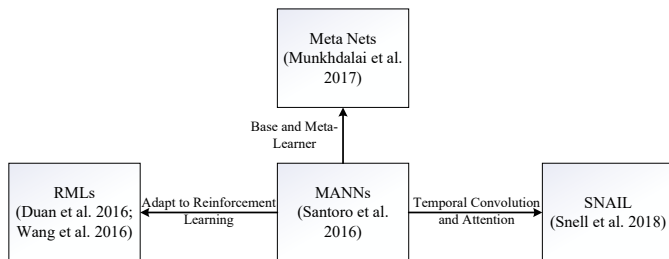 Meta Nets
(Munkhdalai et al.
2017)
Base and Meta-
Learner
RMLs
(Duan et al. 2016;
Wang et al. 2016)
Adapt to Reinforcement
Learning
MANNs
(Santoro et al.
2016)
Temporal Convolution
and Attention
SNAIL
(Snell et al. 2018)